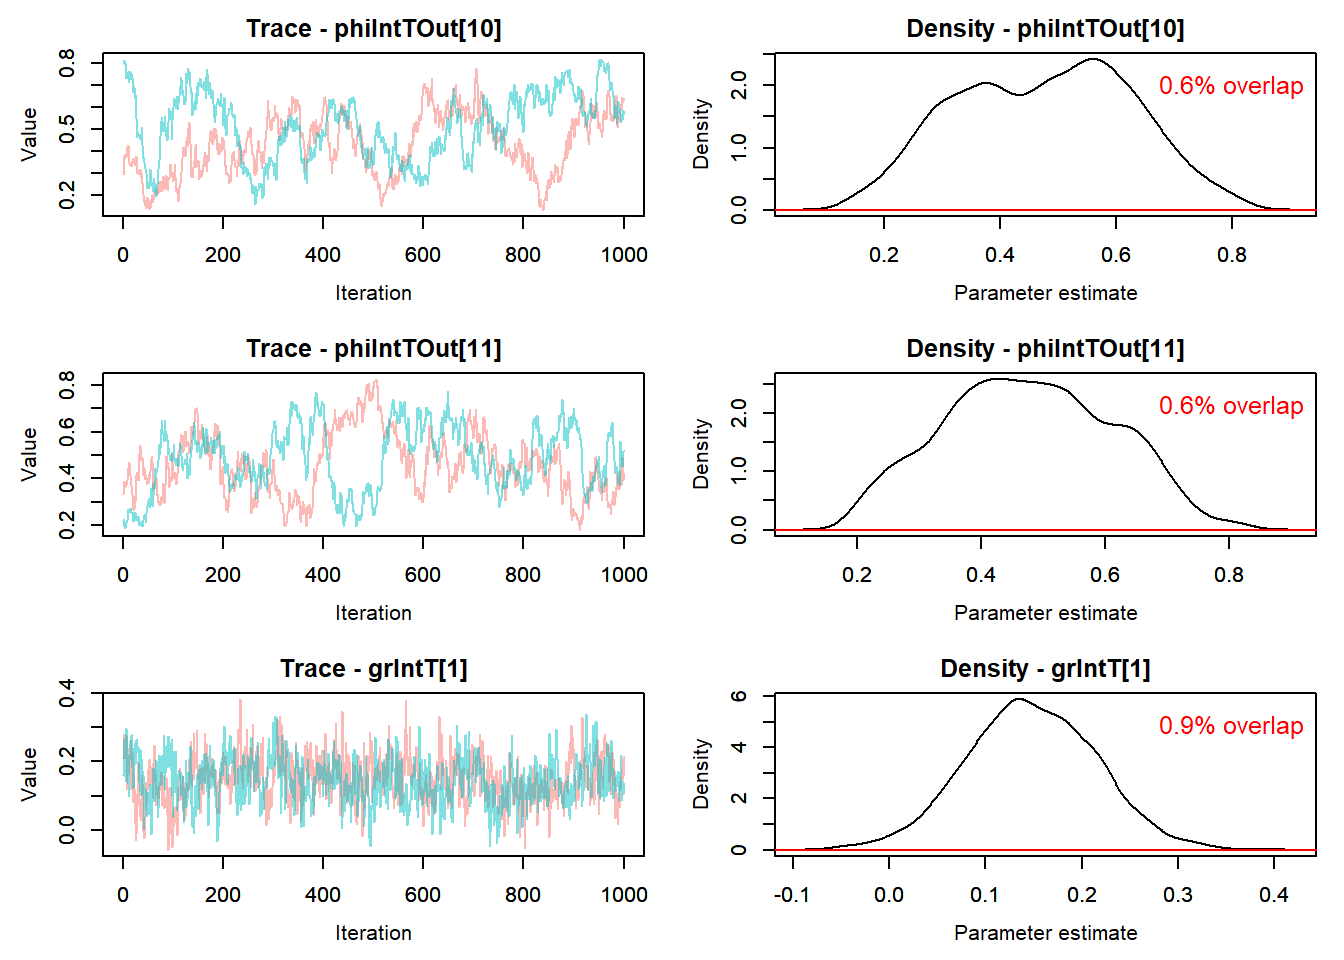 Trace - phiIntTOut[10]
Value
0.2
0.5
0.8
0
200
400
600
800
1000
Iteration
Density - phiIntTOut[10]
0.6% overlap
Density
0.0
1.0
2.0
0.2
0.4
0.6
0.8
Parameter estimate
Trace - phiIntTOut[11]
Value
0.2
0.4
0.6
0.8
0
200
400
600
800
1000
Iteration
Density - phiIntTOut[11]
0.6% overlap
Density
0.0
1.0
2.0
0.2
0.4
0.6
0.8
Parameter estimate
Trace - grIntT[1]
Value
0.0
0.2
0.4
0
200
400
600
800
1000
Iteration
Density - grIntT[1]
0.9% overlap
Density
0
2
4
6
-0.1
0.0
0.1
0.2
0.3
0.4
Parameter estimate